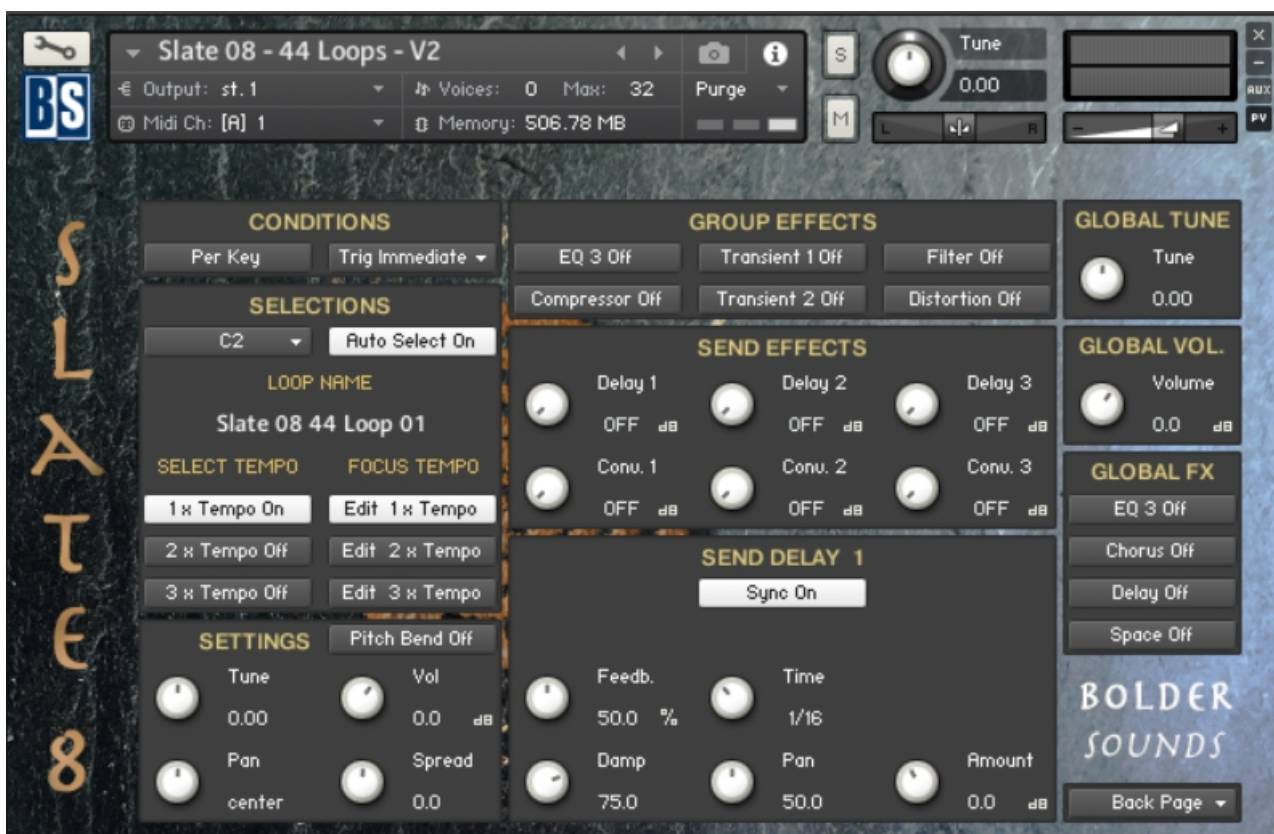 Slate 08 - 44 Loops - V2
S
Tune
0.00
X
AUX
PV
BS
Output: st. 1
Voices: 0 Max: 32
Purge
Midi Ch: [A] 1
Memory: 506.78 MB
M
L
R
SLATE 8
CONDITIONS
Per Key
Trig Immediate
SELECTIONS
C2
Auto Select On
LOOP NAME
Slate 08 44 Loop 01
SELECT TEMPO
FOCUS TEMPO
1 x Tempo On
Edit 1 x Tempo
2 x Tempo Off
Edit 2 x Tempo
3 x Tempo Off
Edit 3 x Tempo
SETTINGS
Pitch Bend Off
Tune
0.00
Vol
0.0 dB
Pan
center
Spread
0.0
GROUP EFFECTS
EQ 3 Off
Transient 1 Off
Filter Off
Compressor Off
Transient 2 Off
Distortion Off
SEND EFFECTS
Delay 1
OFF dB
Delay 2
OFF dB
Delay 3
OFF dB
Conv. 1
OFF dB
Conv. 2
OFF dB
Conv. 3
OFF dB
SEND DELAY 1
Sync On
Feedb.
50.0 %
Time
1/16
Damp
75.0
Pan
50.0
Amount
0.0 dB
GLOBAL TUNE
Tune
0.00
GLOBAL VOL.
Volume
0.0 dB
GLOBAL FX
EQ 3 Off
Chorus Off
Delay Off
Space Off
BOLDER
SOUNDS
Back Page